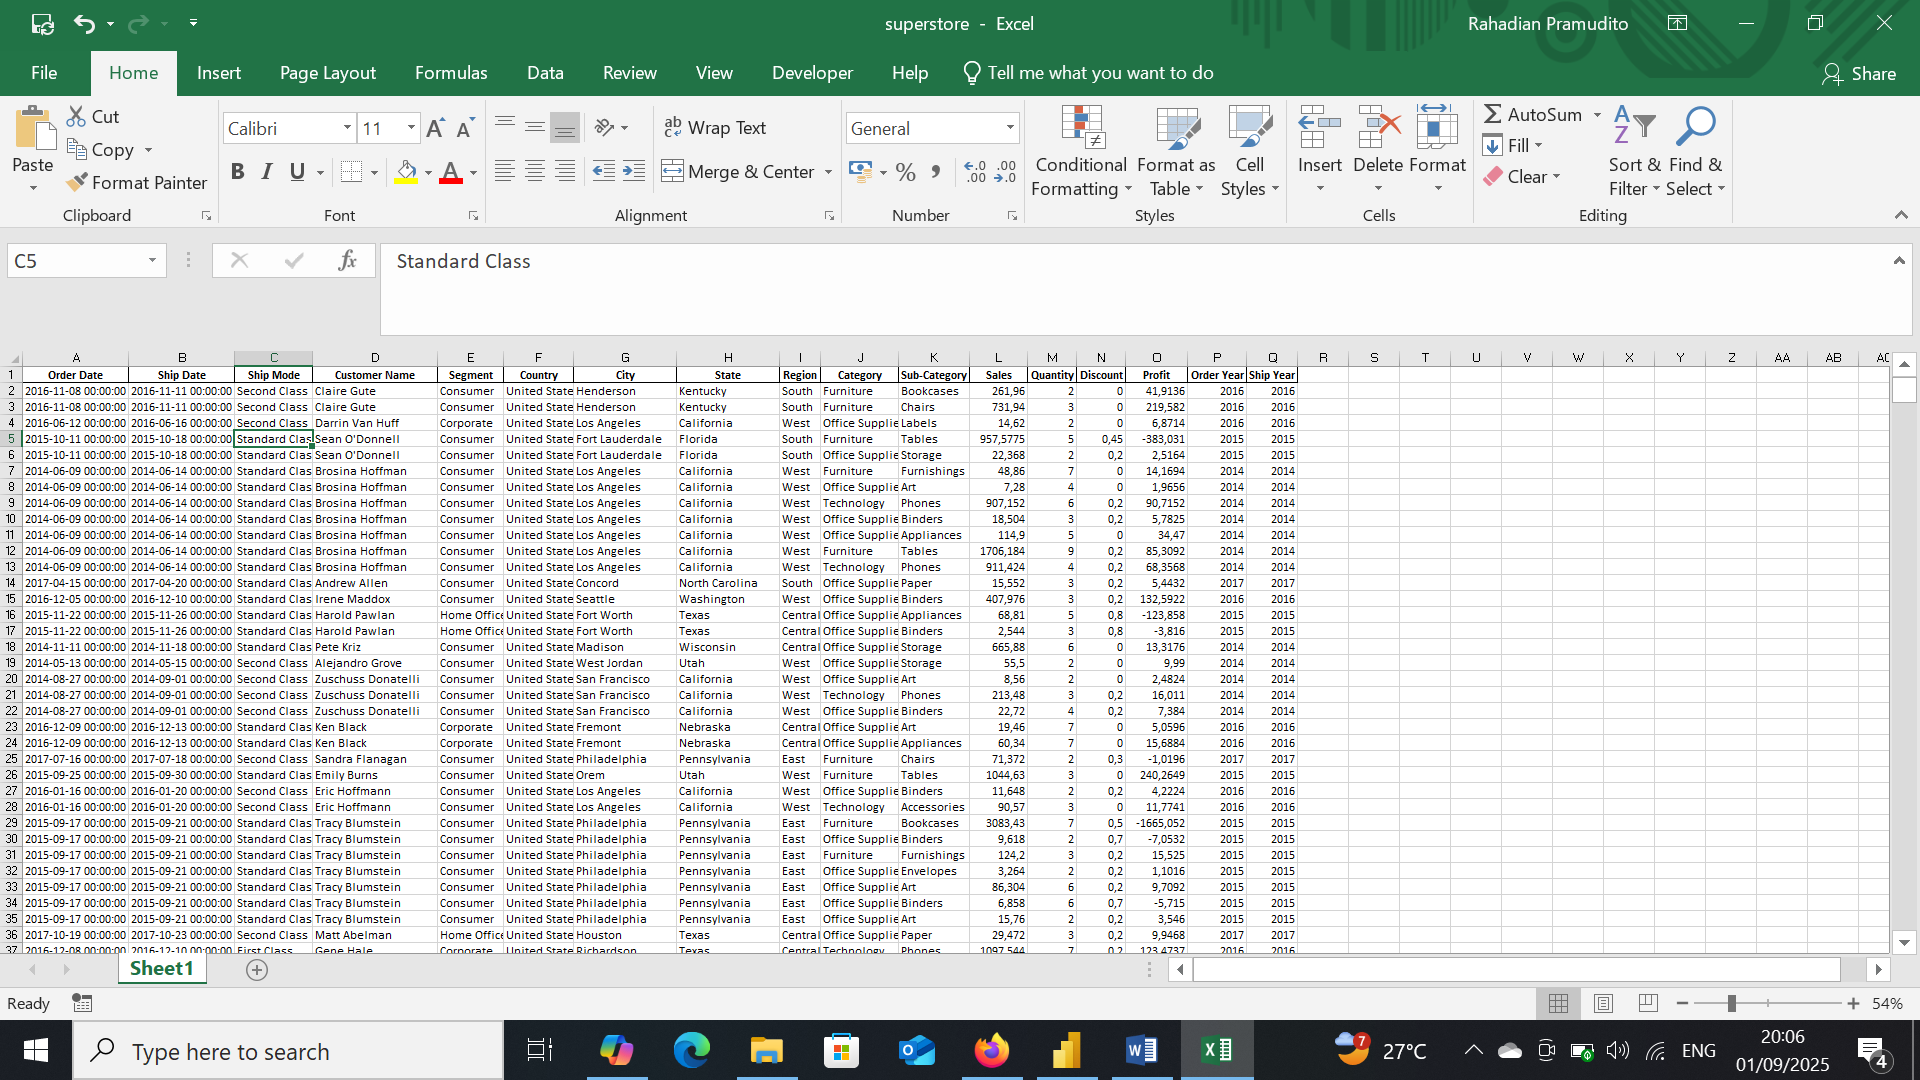 superstore - Excel
Rahadian Pramudito
File Home Insert Page Layout Formulas Data Review View Developer Help Tell me what you want to do Share
Paste Cut Copy Format Painter Clipboard
Calibri 11 B I U A Font
Wrap Text Merge & Center Alignment
General % Number
Conditional Formatting Format as Table Cell Styles Styles
Insert Delete Format Cells
AutoSum Fill Clear Sort & Filter Find & Select Editing
C5 fx Standard Class
A B C D E F G H I J K L M N O P Q R S T U V W X Y Z AA AB AC
1 Order Date Ship Date Ship Mode Customer Name Segment Country City State Region Category Sub-Category Sales Quantity Discount Profit Order Year Ship Year
2 2016-11-08 00:00:00 2016-11-11 00:00:00 Second Class Claire Gute Consumer United State Henderson Kentucky South Furniture Bookcases 261,96 2 0 41,9136 2016 2016
3 2016-11-08 00:00:00 2016-11-11 00:00:00 Second Class Claire Gute Consumer United State Henderson Kentucky South Furniture Chairs 731,94 3 0 219,582 2016 2016
4 2016-06-12 00:00:00 2016-06-16 00:00:00 Second Class Darrin Van Huff Corporate United State Los Angeles California West Office Supplie Labels 14,62 2 0 6,8714 2016 2016
5 2015-10-11 00:00:00 2015-10-18 00:00:00 Standard Clas Sean O'Donnell Consumer United State Fort Lauderdale Florida South Furniture Tables 957,5775 5 0,45 -383,031 2015 2015
6 2015-10-11 00:00:00 2015-10-18 00:00:00 Standard Clas Sean O'Donnell Consumer United State Fort Lauderdale Florida South Office Supplie Storage 22,368 2 0,2 2,5164 2015 2015
7 2014-06-09 00:00:00 2014-06-14 00:00:00 Standard Clas Brosina Hoffman Consumer United State Los Angeles California West Furniture Furnishings 48,86 7 0 14,1694 2014 2014
8 2014-06-09 00:00:00 2014-06-14 00:00:00 Standard Clas Brosina Hoffman Consumer United State Los Angeles California West Office Supplie Art 7,28 4 0 1,9656 2014 2014
9 2014-06-09 00:00:00 2014-06-14 00:00:00 Standard Clas Brosina Hoffman Consumer United State Los Angeles California West Technology Phones 907,152 6 0,2 90,7152 2014 2014
10 2014-06-09 00:00:00 2014-06-14 00:00:00 Standard Clas Brosina Hoffman Consumer United State Los Angeles California West Office Supplie Binders 18,504 3 0,2 5,7825 2014 2014
11 2014-06-09 00:00:00 2014-06-14 00:00:00 Standard Clas Brosina Hoffman Consumer United State Los Angeles California West Office Supplie Appliances 114,9 5 0 34,47 2014 2014
12 2014-06-09 00:00:00 2014-06-14 00:00:00 Standard Clas Brosina Hoffman Consumer United State Los Angeles California West Furniture Tables 1706,184 9 0,2 85,3092 2014 2014
13 2014-06-09 00:00:00 2014-06-14 00:00:00 Standard Clas Brosina Hoffman Consumer United State Los Angeles California West Technology Phones 911,424 4 0,2 68,3568 2014 2014
14 2017-04-15 00:00:00 2017-04-20 00:00:00 Standard Clas Andrew Allen Consumer United State Concord North Carolina South Office Supplie Paper 15,552 3 0,2 5,4432 2017 2017
15 2016-12-05 00:00:00 2016-12-10 00:00:00 Standard Clas Irene Maddox Consumer United State Seattle Washington West Office Supplie Binders 407,976 3 0,2 132,5922 2016 2016
16 2015-11-22 00:00:00 2015-11-26 00:00:00 Standard Clas Harold Pawlan Home Office United State Fort Worth Texas Central Office Supplie Appliances 68,81 5 0,8 -123,858 2015 2015
17 2015-11-22 00:00:00 2015-11-26 00:00:00 Standard Clas Harold Pawlan Home Office United State Fort Worth Texas Central Office Supplie Binders 2,544 3 0,8 -3,816 2015 2015
18 2014-11-11 00:00:00 2014-11-18 00:00:00 Standard Clas Pete Kriz Consumer United State Madison Wisconsin Central Office Supplie Storage 665,88 6 0 13,3176 2014 2014
19 2014-05-13 00:00:00 2014-05-15 00:00:00 Second Class Alejandro Grove Consumer United State West Jordan Utah West Office Supplie Storage 55,5 2 0 9,99 2014 2014
20 2014-08-27 00:00:00 2014-09-01 00:00:00 Second Class Zuschuss Donatelli Consumer United State San Francisco California West Office Supplie Art 8,56 2 0 2,4824 2014 2014
21 2014-08-27 00:00:00 2014-09-01 00:00:00 Second Class Zuschuss Donatelli Consumer United State San Francisco California West Technology Phones 213,48 3 0,2 16,011 2014 2014
22 2014-08-27 00:00:00 2014-09-01 00:00:00 Second Class Zuschuss Donatelli Consumer United State San Francisco California West Office Supplie Binders 22,72 4 0,2 7,384 2014 2014
23 2016-12-09 00:00:00 2016-12-13 00:00:00 Standard Clas Ken Black Corporate United State Fremont Nebraska Central Office Supplie Art 19,46 7 0 5,0596 2016 2016
24 2016-12-09 00:00:00 2016-12-13 00:00:00 Standard Clas Ken Black Corporate United State Fremont Nebraska Central Office Supplie Appliances 60,34 7 0 15,6884 2016 2016
25 2017-07-16 00:00:00 2017-07-18 00:00:00 Second Class Sandra Flanagan Consumer United State Philadelphia Pennsylvania East Furniture Chairs 71,372 2 0,3 -1,0196 2017 2017
26 2015-09-25 00:00:00 2015-09-30 00:00:00 Standard Clas Emily Burns Consumer United State Orem Utah West Furniture Tables 1044,63 3 0 240,2649 2015 2015
27 2016-01-16 00:00:00 2016-01-20 00:00:00 Second Class Eric Hoffmann Consumer United State Los Angeles California West Office Supplie Binders 11,648 2 0,2 4,2224 2016 2016
28 2016-01-16 00:00:00 2016-01-20 00:00:00 Second Class Eric Hoffmann Consumer United State Los Angeles California West Technology Accessories 90,57 3 0 11,7741 2016 2016
29 2015-09-17 00:00:00 2015-09-21 00:00:00 Standard Clas Tracy Blumstein Consumer United State Philadelphia Pennsylvania East Furniture Bookcases 3083,43 7 0,5 -1665,052 2015 2015
30 2015-09-17 00:00:00 2015-09-21 00:00:00 Standard Clas Tracy Blumstein Consumer United State Philadelphia Pennsylvania East Office Supplie Binders 9,618 2 0,7 -7,0532 2015 2015
31 2015-09-17 00:00:00 2015-09-21 00:00:00 Standard Clas Tracy Blumstein Consumer United State Philadelphia Pennsylvania East Furniture Furnishings 124,2 3 0,2 15,525 2015 2015
32 2015-09-17 00:00:00 2015-09-21 00:00:00 Standard Clas Tracy Blumstein Consumer United State Philadelphia Pennsylvania East Office Supplie Envelopes 3,264 2 0,2 1,1016 2015 2015
33 2015-09-17 00:00:00 2015-09-21 00:00:00 Standard Clas Tracy Blumstein Consumer United State Philadelphia Pennsylvania East Office Supplie Art 86,304 6 0,2 9,7092 2015 2015
34 2015-09-17 00:00:00 2015-09-21 00:00:00 Standard Clas Tracy Blumstein Consumer United State Philadelphia Pennsylvania East Office Supplie Binders 6,858 6 0,7 -5,715 2015 2015
35 2015-09-17 00:00:00 2015-09-21 00:00:00 Standard Clas Tracy Blumstein Consumer United State Philadelphia Pennsylvania East Office Supplie Art 15,76 2 0,2 3,546 2015 2015
36 2017-10-19 00:00:00 2017-10-23 00:00:00 Second Class Matt Abelman Home Office United State Houston Texas Central Office Supplie Paper 29,472 3 0,2 9,9468 2017 2017
37 2016-12-08 00:00:00 2016-12-10 00:00:00 First Class Gene Hale Corporate United State Richardson Texas Central Technology Phones 1097,544 7 0,2 123,4737 2016 2016
Sheet1
Ready 54%
Type here to search 27°C ENG 20:06 01/09/2025 7 4